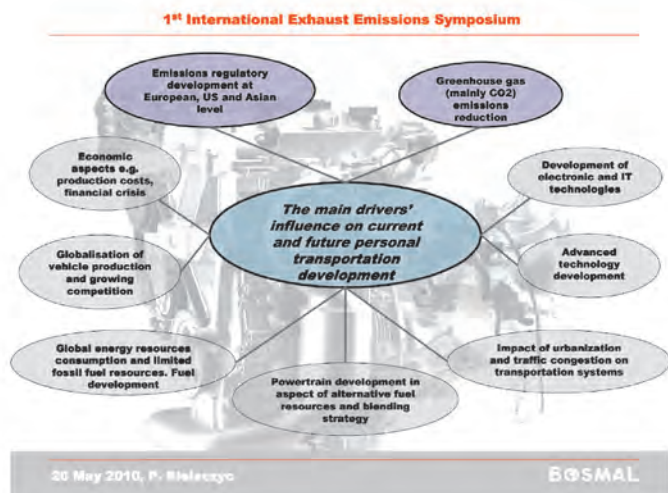 1st International Exhaust Emissions Symposium
Emissions regulatory
development at
European, US and Asian
level
Greenhouse gas
(mainly CO2)
emissions
reduction
Economic
aspects e.g.
production costs,
financial crisis
Development of
electronic and IT
technologies
The main drivers'
influence on current
and future personal
transportation
development
Globalisation of
vehicle production
and growing
competition
Advanced
technology
development
Global energy resources
consumption and limited
fossil fuel resources. Fuel
development
Impact of urbanization
and traffic congestion on
transportation systems
Powertrain development in
aspect of alternative fuel
resources and blending
strategy
20 May 2010, P. Bielaczyc
BOSMAL